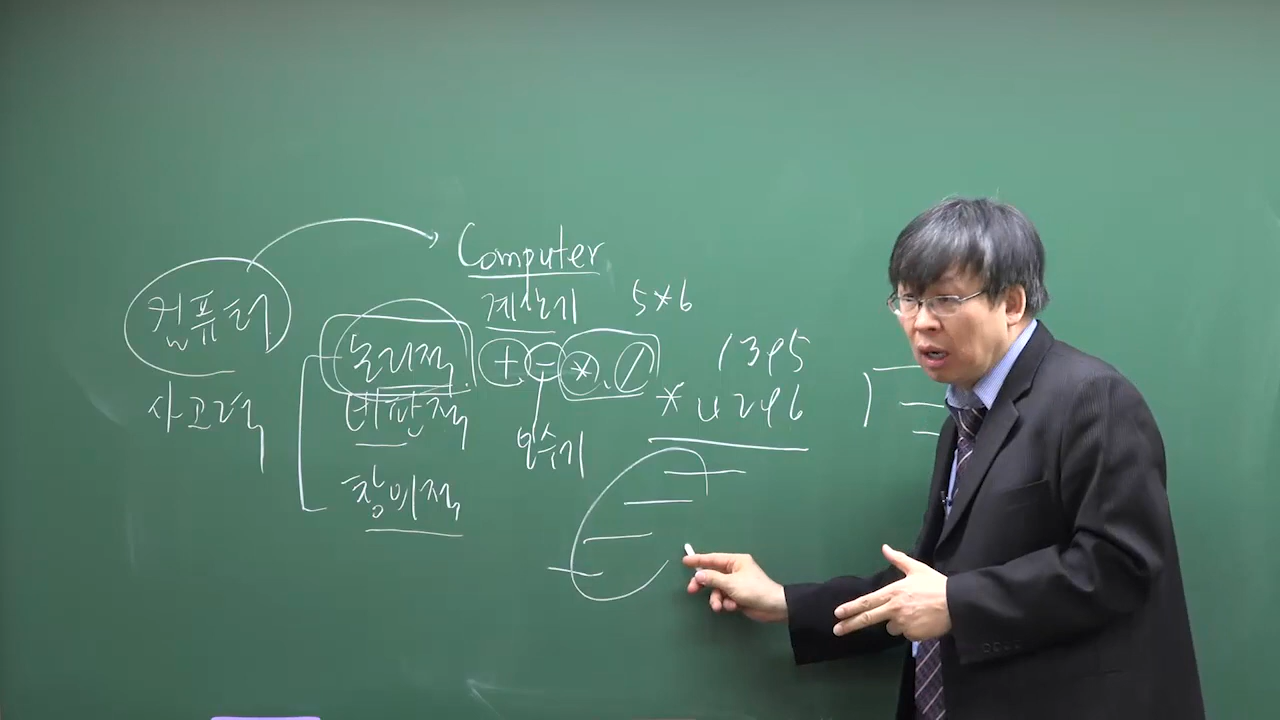 Computer
컴퓨터
계산기
5*6
논리적
+ - * /
1395
사고력
비판적
* 4296
보수기
창의적